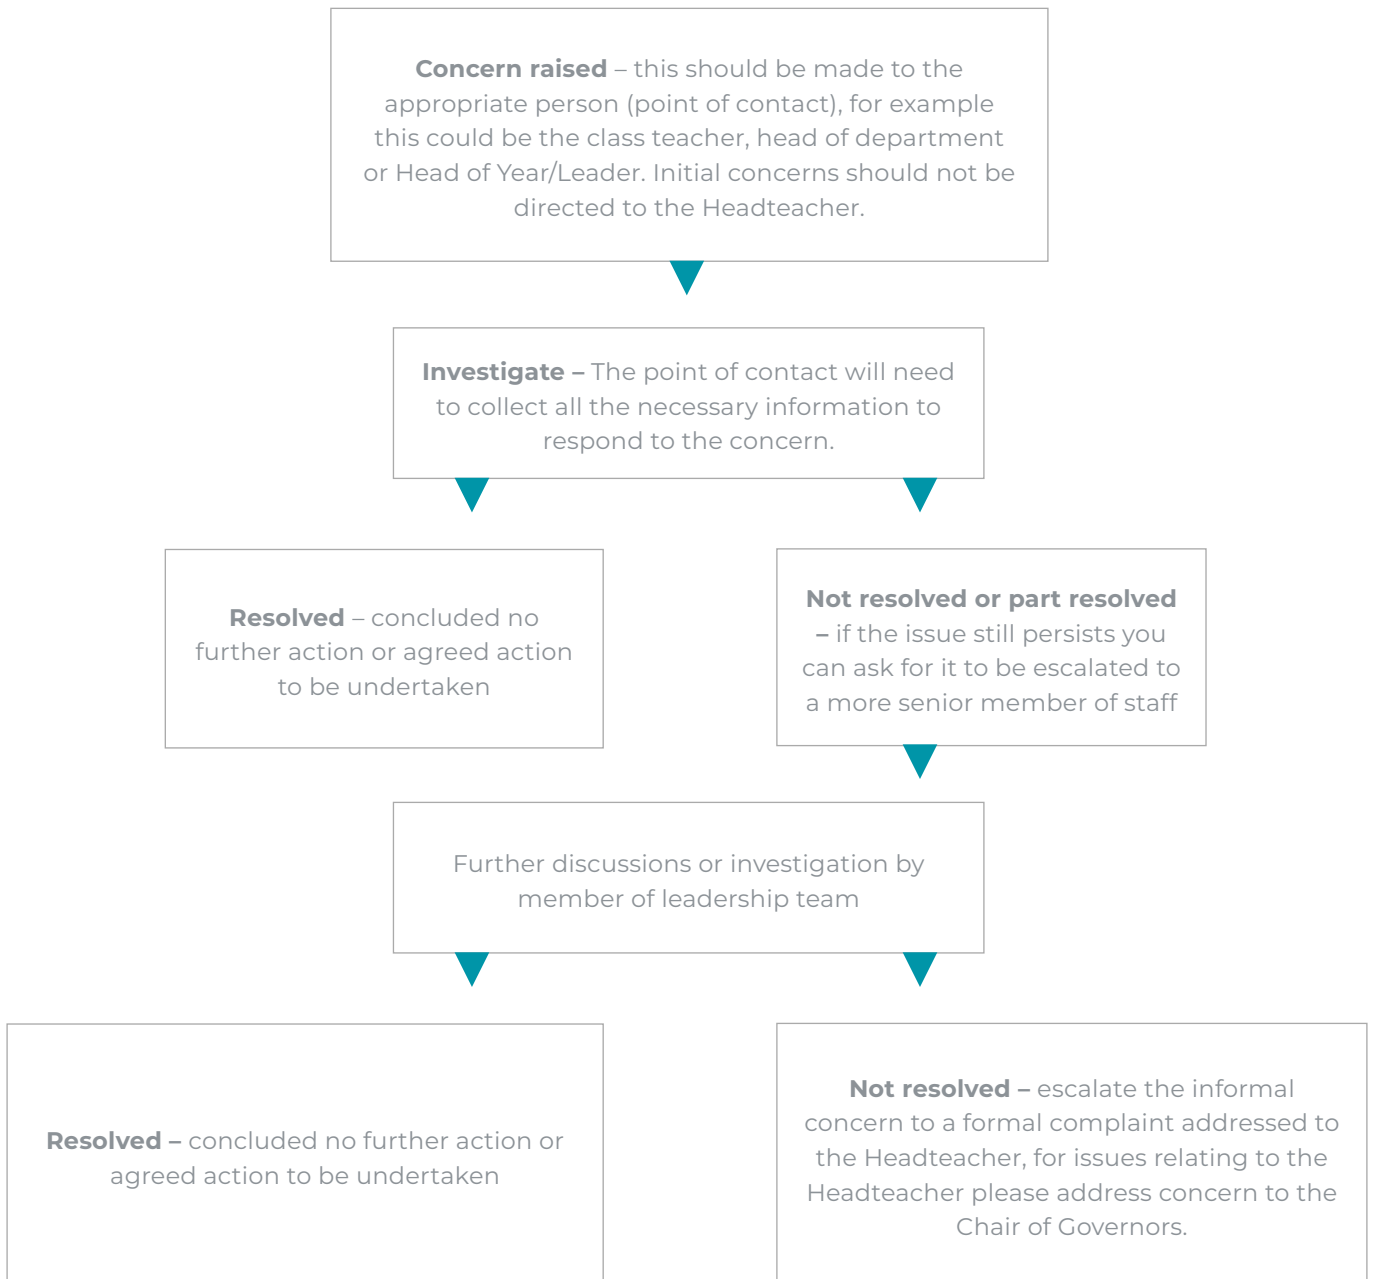 Concern raised – this should be made to the
appropriate person (point of contact), for example
this could be the class teacher, head of department
or Head of Year/Leader. Initial concerns should not be
directed to the Headteacher.
Investigate – The point of contact will need
to collect all the necessary information to
respond to the concern.
Resolved – concluded no
further action or agreed action
to be undertaken
Not resolved or part resolved
– if the issue still persists you
can ask for it to be escalated to
a more senior member of staff
Further discussions or investigation by
member of leadership team
Resolved – concluded no further action or
agreed action to be undertaken
Not resolved – escalate the informal
concern to a formal complaint addressed to
the Headteacher, for issues relating to the
Headteacher please address concern to the
Chair of Governors.